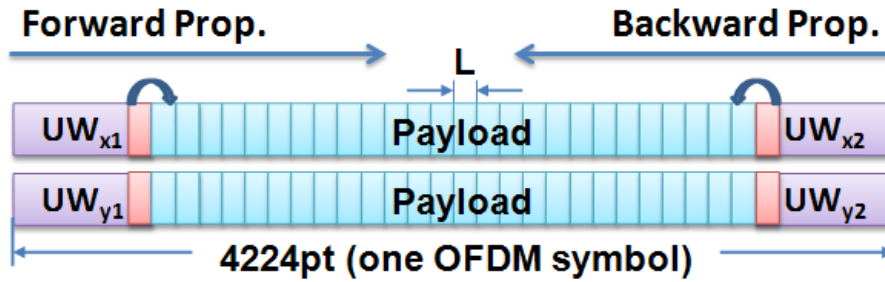 Forward Prop. Backward Prop.
L
UWx1 Payload UWx2
UWy1 Payload UWy2
4224pt (one OFDM symbol)